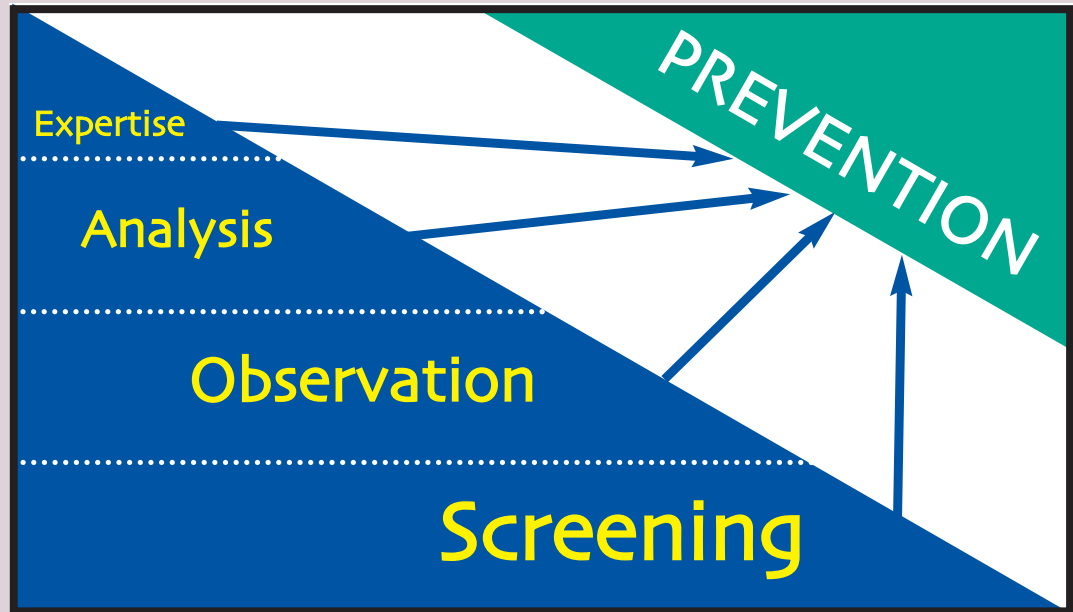 PREVENTION
Expertise
Analysis
Observation
Screening